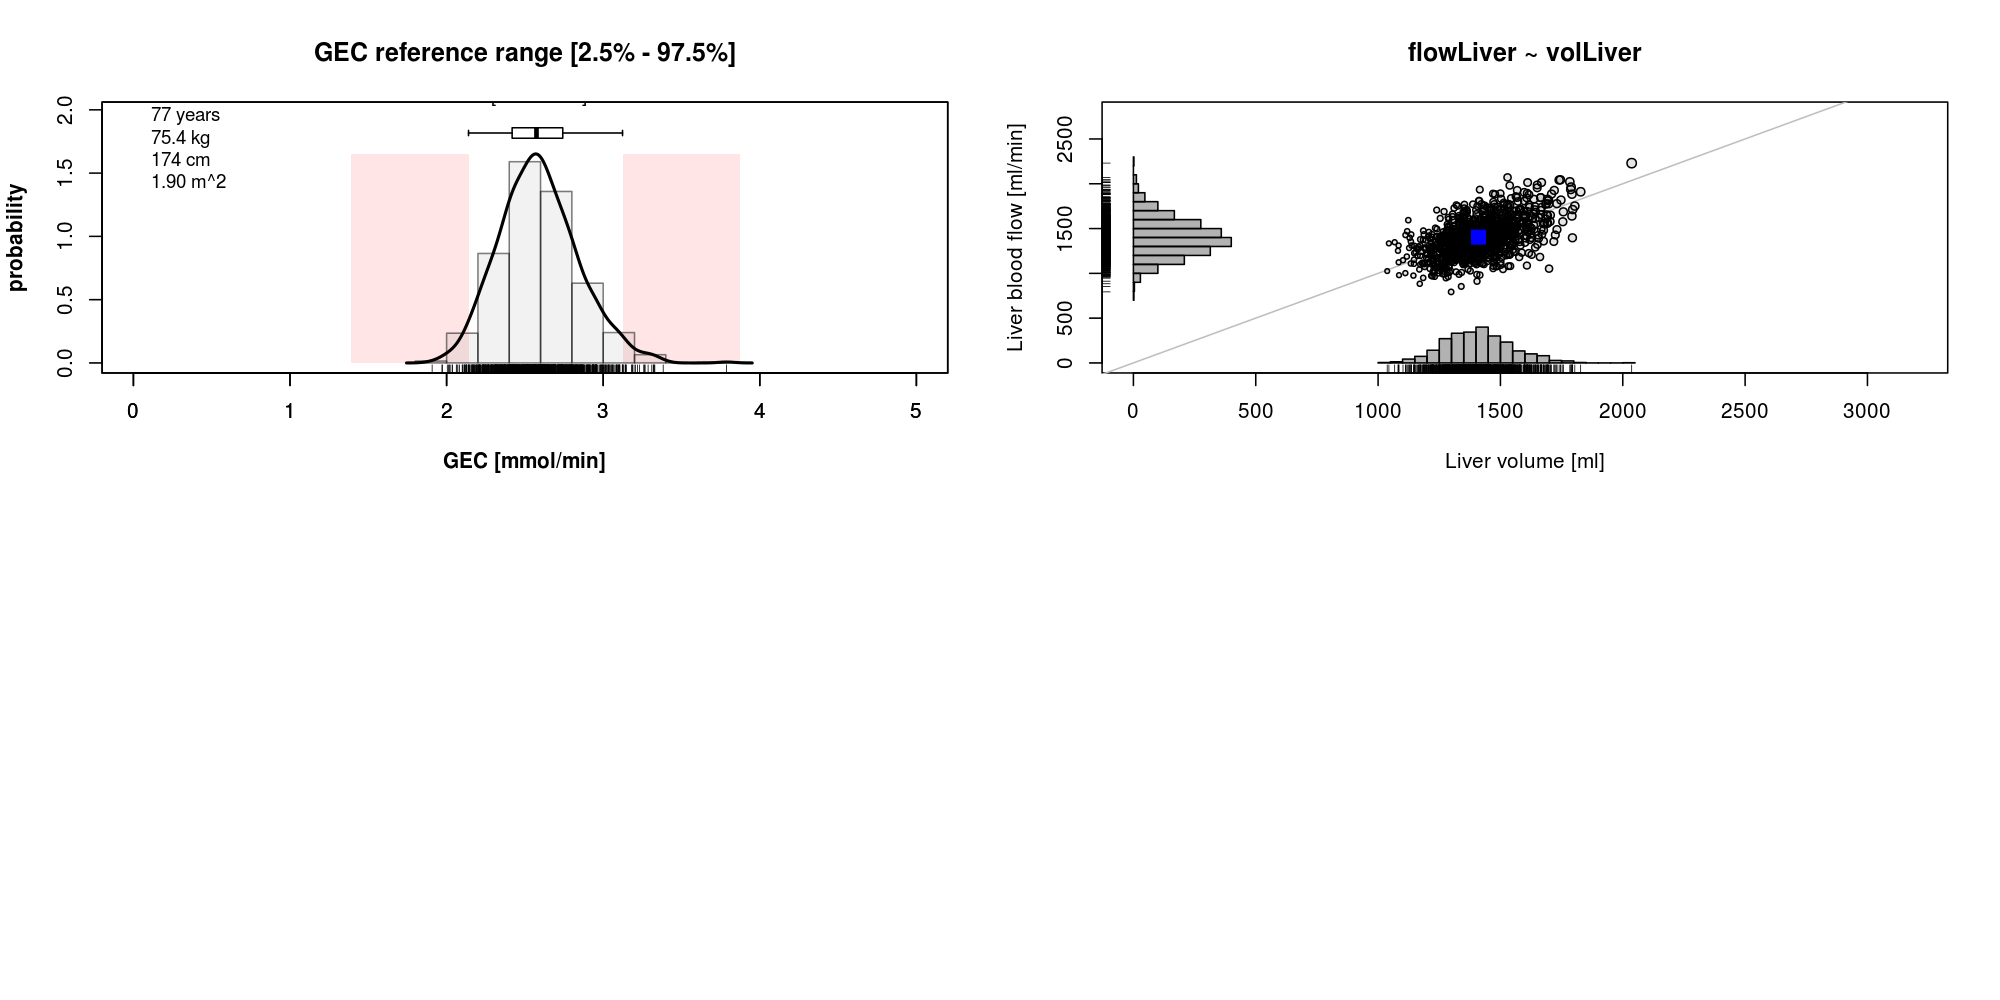 GEC reference range [2.5% - 97.5%]
77 years
75.4 kg
174 cm
1.90 m^2
probability
0.0
0.5
1.0
1.5
2.0
0 1 2 3 4 5
GEC [mmol/min]
flowLiver ~ volLiver
Liver blood flow [ml/min]
0
500
1500
2500
0 500 1000 1500 2000 2500 3000
Liver volume [ml]